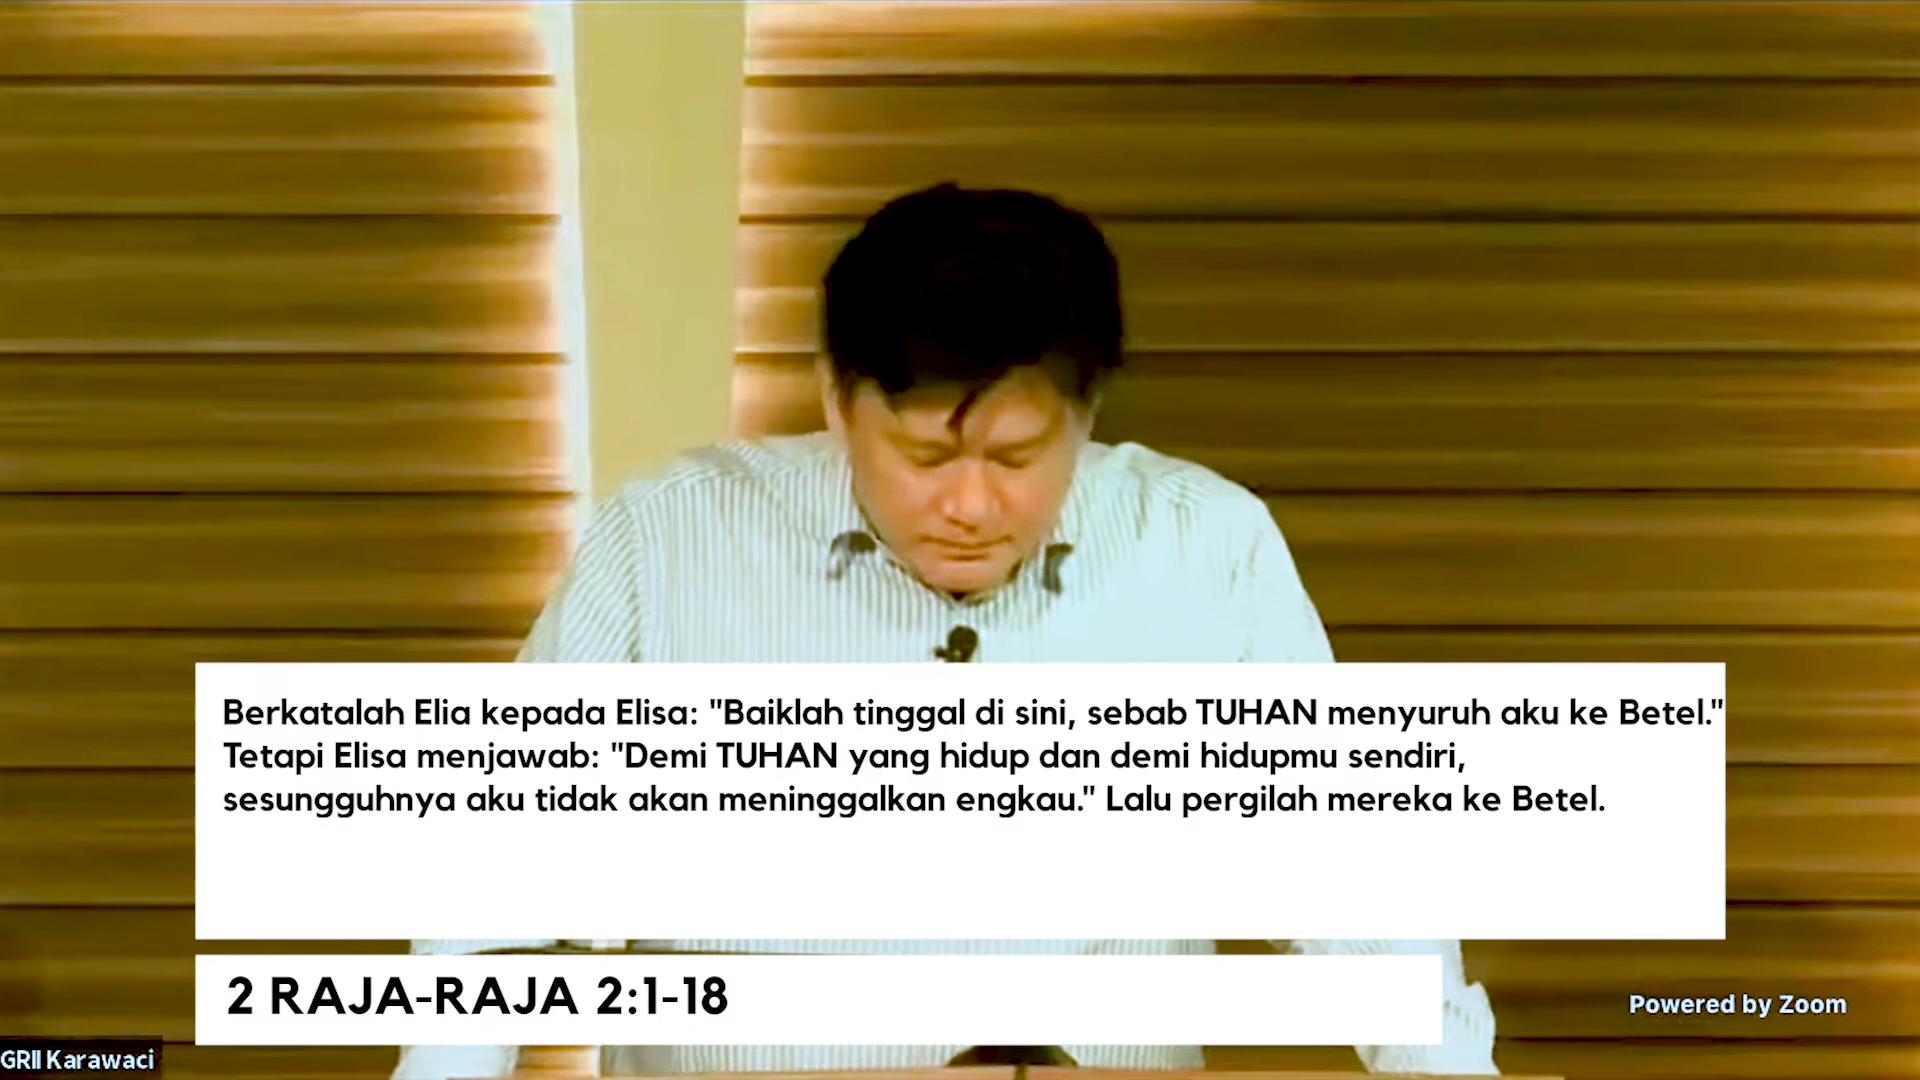 Berkatalah Elia kepada Elisa: "Baiklah tinggal di sini, sebab TUHAN menyuruh aku ke Betel."
Tetapi Elisa menjawab: "Demi TUHAN yang hidup dan demi hidupmu sendiri,
sesungguhnya aku tidak akan meninggalkan engkau." Lalu pergilah mereka ke Betel.
2 RAJA-RAJA 2:1-18
Powered by Zoom
GRII Karawaci